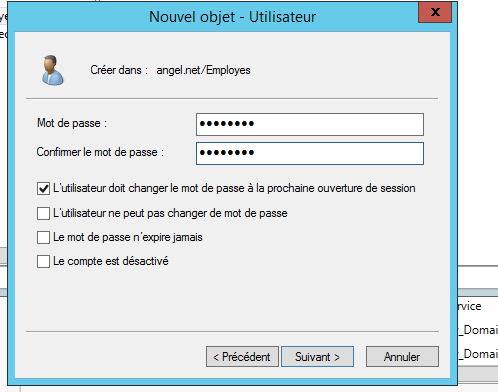 Nouvel objet - Utilisateur
x
Créer dans : angel.net/Employes
Mot de passe :
••••••••
Confirmer le mot de passe :
••••••••
L'utilisateur doit changer le mot de passe à la prochaine ouverture de session
L'utilisateur ne peut pas changer de mot de passe
Le mot de passe n'expire jamais
Le compte est désactivé
< Précédent Suivant > Annuler
_Domai
_Domai